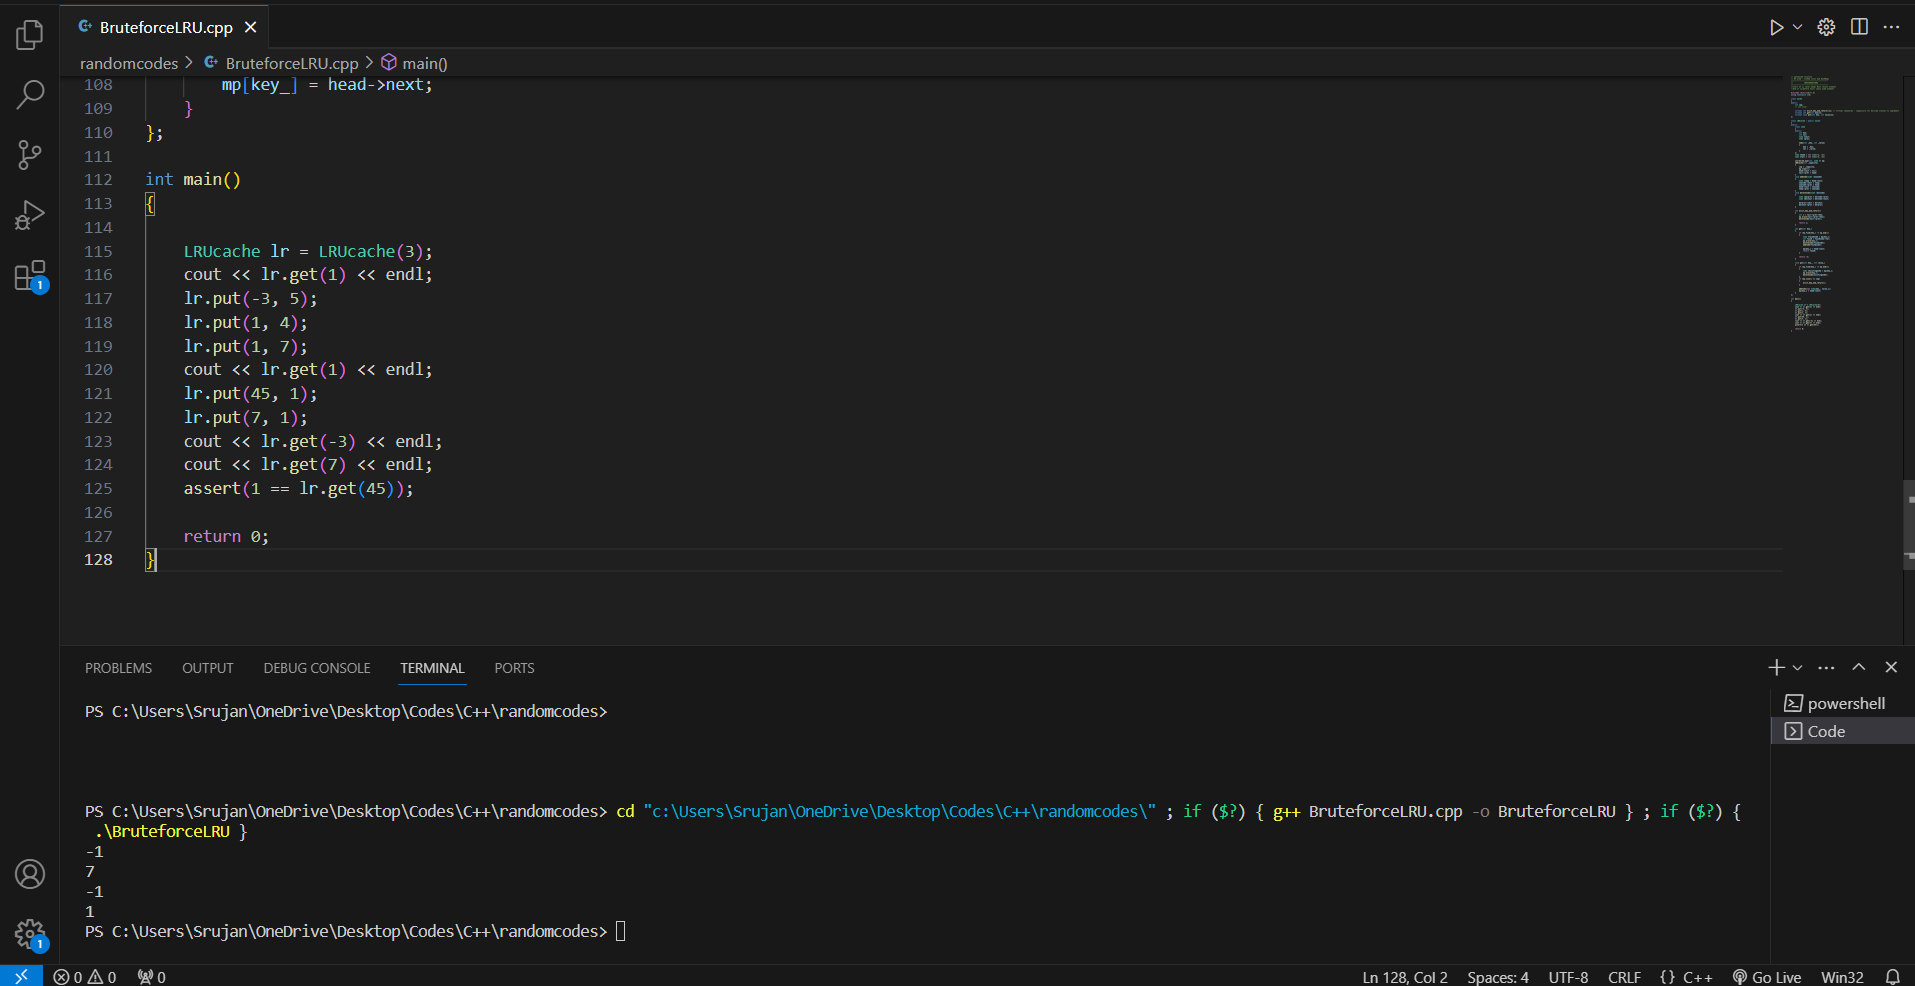 BruteforceLRU.cpp
randomcodes > BruteforceLRU.cpp > main()
108 mp[key_] = head->next;
109 }
110 };
111
112 int main()
113 {
114
115 LRUcache lr = LRUcache(3);
116 cout << lr.get(1) << endl;
117 lr.put(-3, 5);
118 lr.put(1, 4);
119 lr.put(1, 7);
120 cout << lr.get(1) << endl;
121 lr.put(45, 1);
122 lr.put(7, 1);
123 cout << lr.get(-3) << endl;
124 cout << lr.get(7) << endl;
125 assert(1 == lr.get(45));
126
127 return 0;
128 }
1
PROBLEMS OUTPUT DEBUG CONSOLE TERMINAL PORTS
powershell
Code
PS C:\Users\Srujan\OneDrive\Desktop\Codes\C++\randomcodes>
PS C:\Users\Srujan\OneDrive\Desktop\Codes\C++\randomcodes> cd "c:\Users\Srujan\OneDrive\Desktop\Codes\C++\randomcodes\" ; if ($?) { g++ BruteforceLRU.cpp -o BruteforceLRU } ; if ($?) {
.\BruteforceLRU }
-1
7
-1
1
PS C:\Users\Srujan\OneDrive\Desktop\Codes\C++\randomcodes>
1
0 0 0 Ln 128, Col 2 Spaces: 4 UTF-8 CRLF {} C++ Go Live Win32